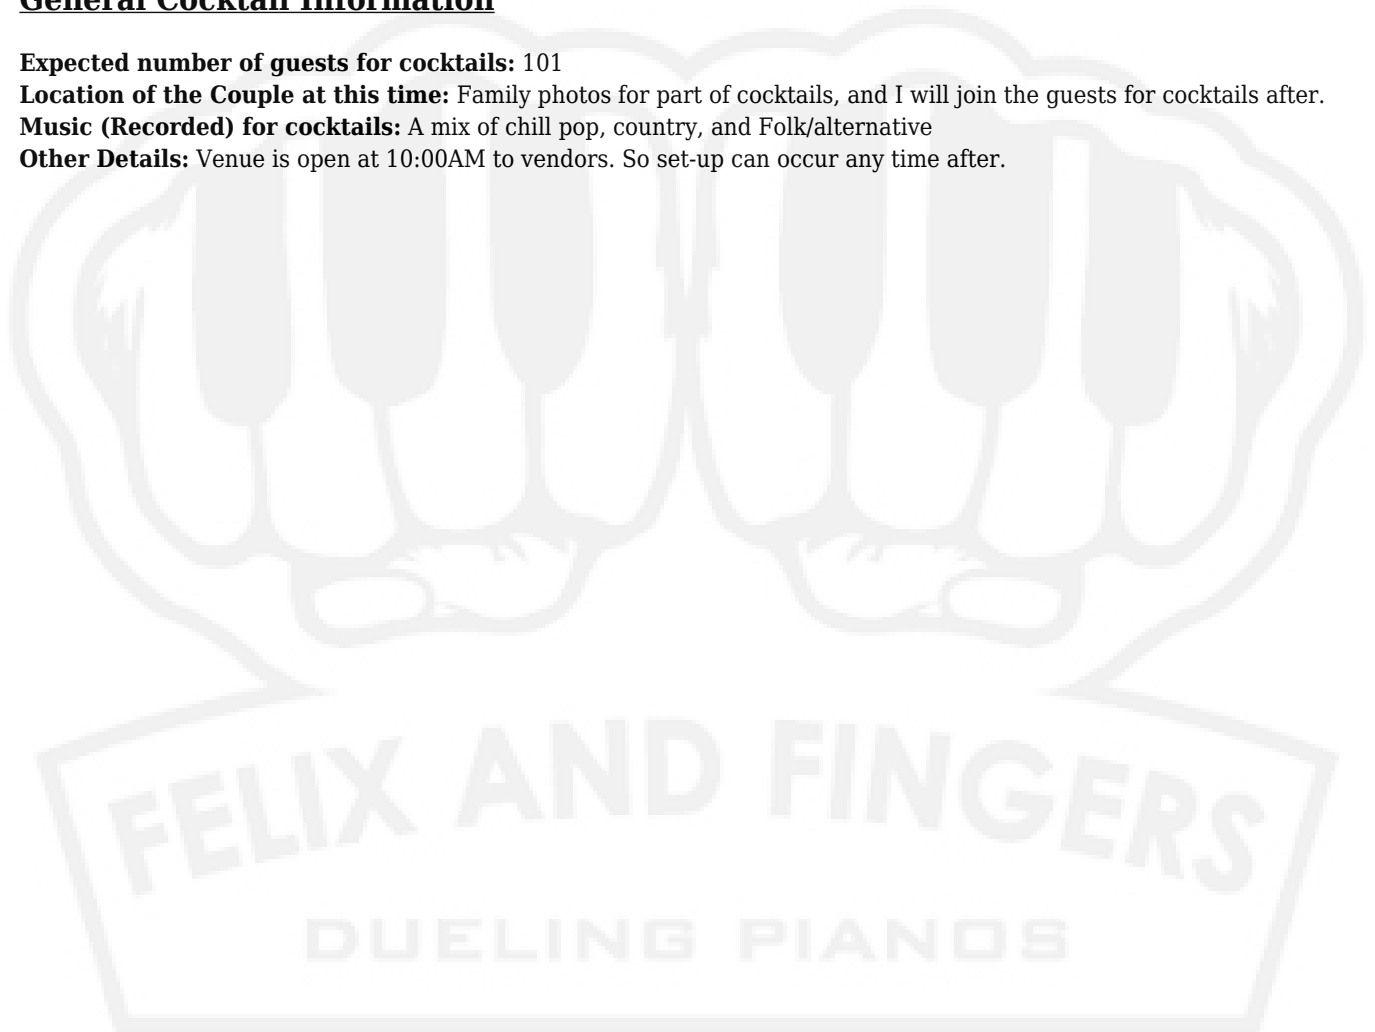 General Cocktail Information
Expected number of guests for cocktails: 101
Location of the Couple at this time: Family photos for part of cocktails, and I will join the guests for cocktails after.
Music (Recorded) for cocktails: A mix of chill pop, country, and Folk/alternative
Other Details: Venue is open at 10:00AM to vendors. So set-up can occur any time after.
FELIX AND FINGERS
DUELING PIANOS